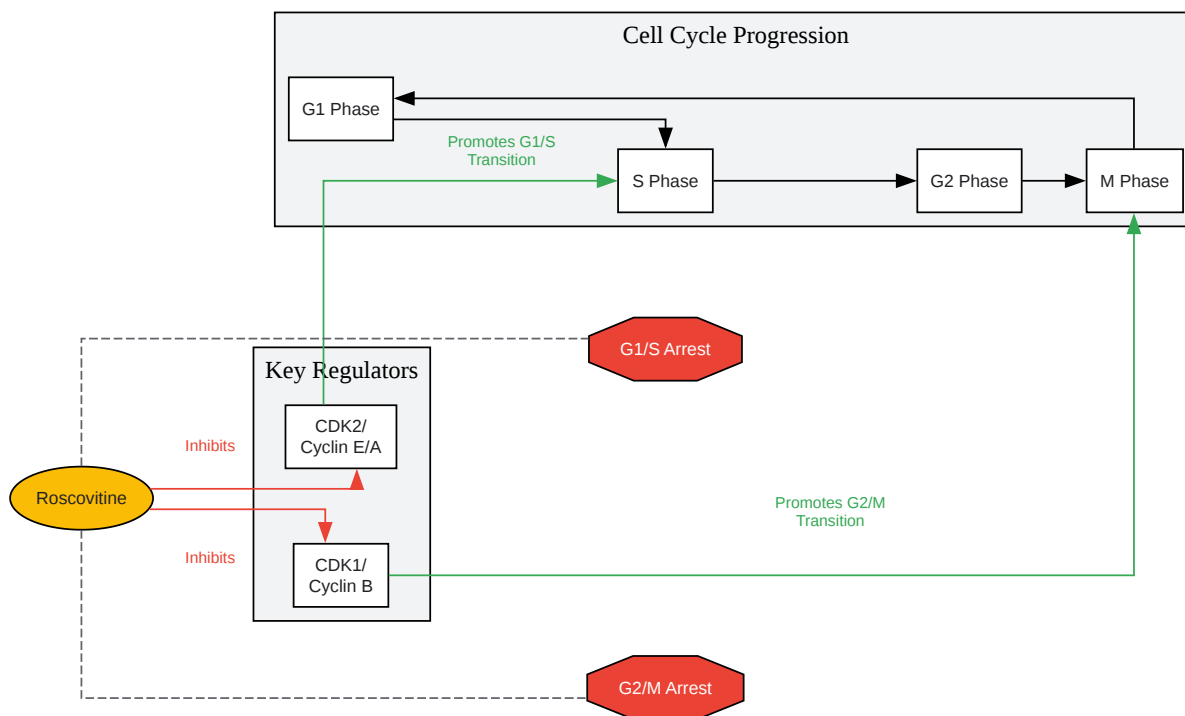 Cell Cycle Progression
G1 Phase
Promotes G1/S
Transition
S Phase
G2 Phase
M Phase
G1/S Arrest
Key Regulators
CDK2/
Cyclin E/A
Inhibits
Roscovitine
Promotes G2/M
Transition
Inhibits
CDK1/
Cyclin B
G2/M Arrest